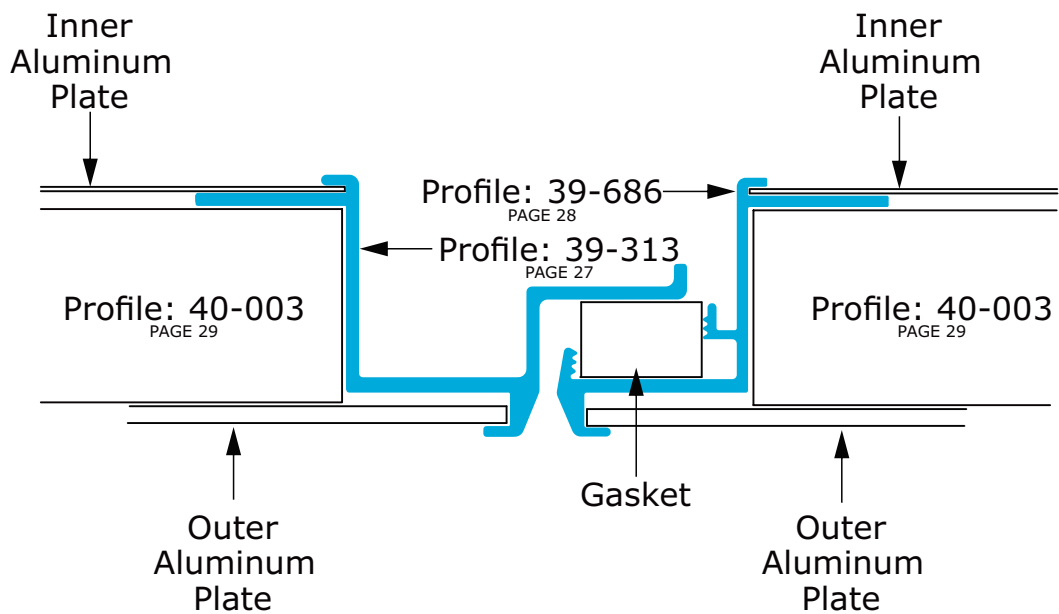 Inner
Aluminum
Plate
Inner
Aluminum
Plate
Profile: 39-686
PAGE 28
Profile: 39-313
PAGE 27
Profile: 40-003
PAGE 29
Profile: 40-003
PAGE 29
Gasket
Outer
Aluminum
Plate
Outer
Aluminum
Plate